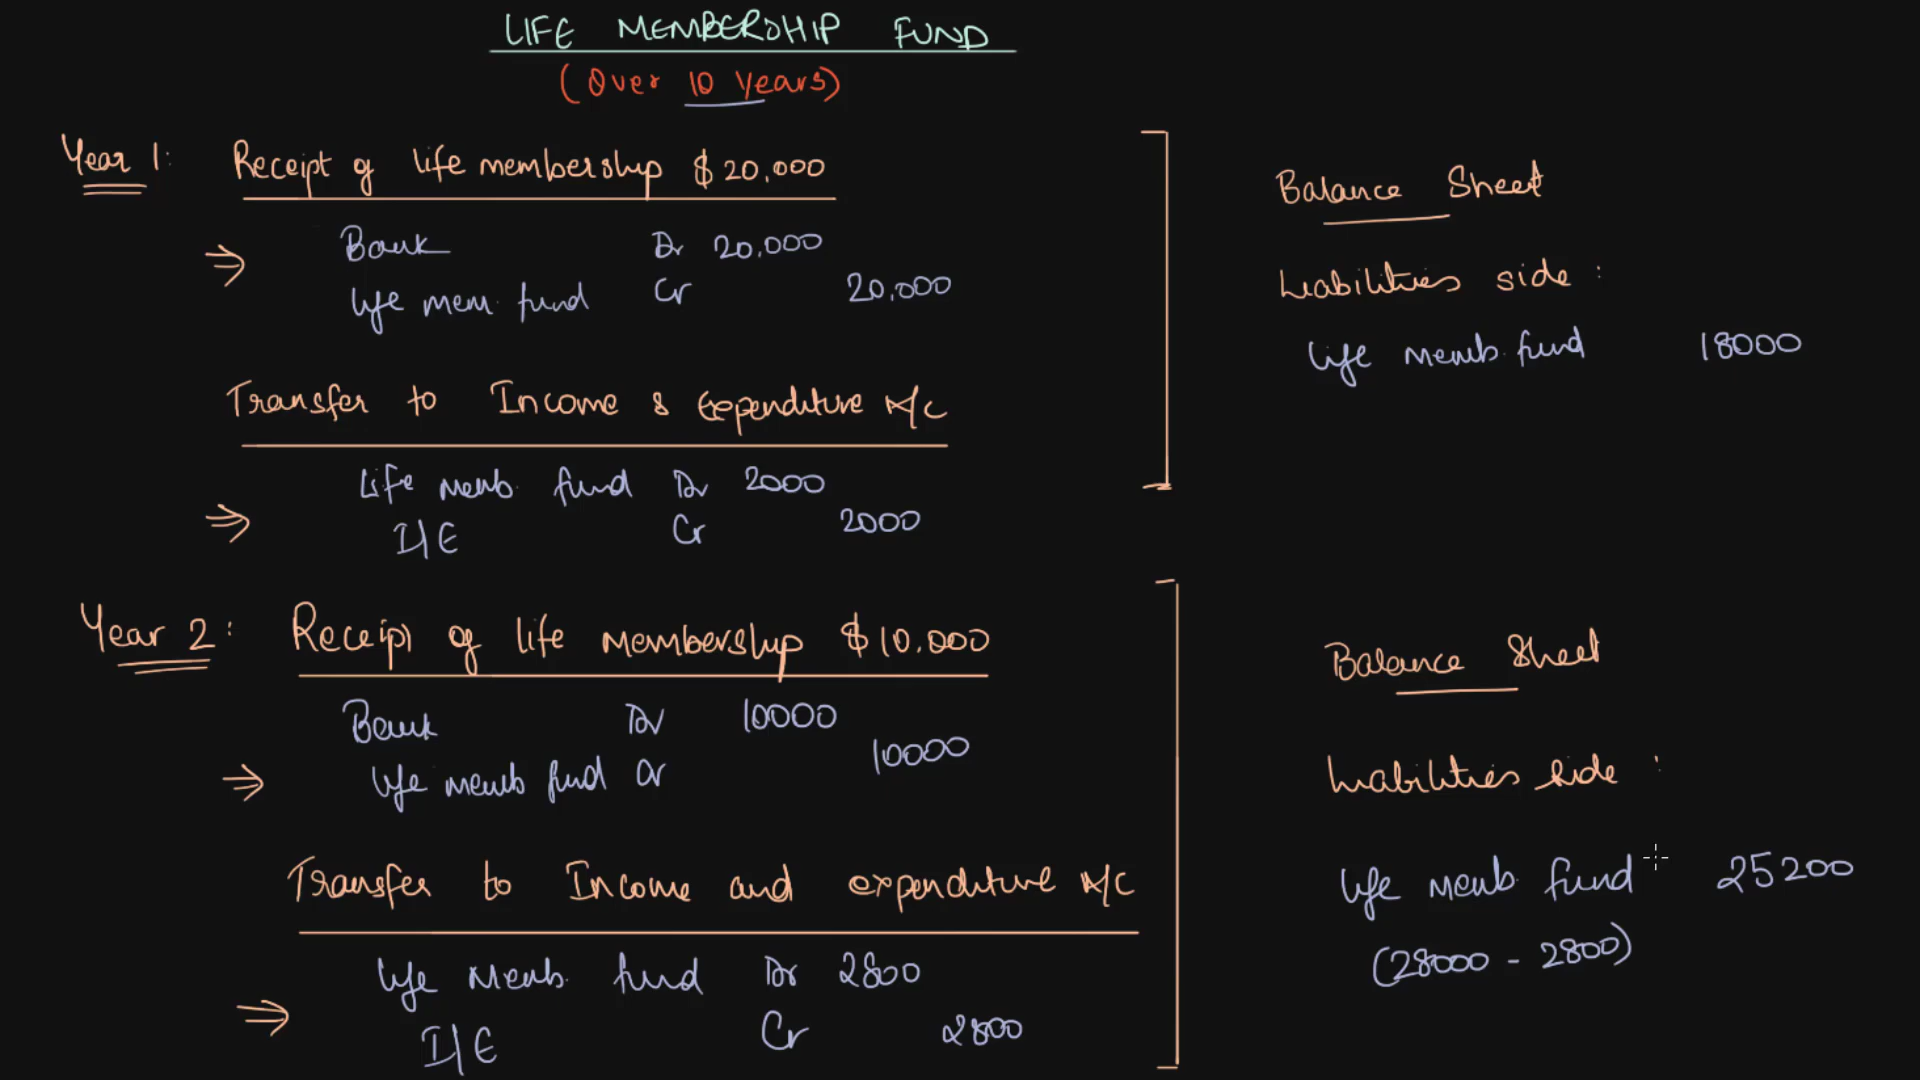 LIFE MEMBERSHIP FUND
(Over 10 Years)
Year 1: Receipt of life membership $20,000
⇒ Bank Dr 20,000
life mem. fund Cr 20,000
Transfer to Income & Expenditure A/C
⇒ Life memb. fund Dr 2000
I/E Cr 2000
Balance Sheet
Liabilities side :
life memb. fund 18000
Year 2: Receipt of life membership $10,000
⇒ Bank Dr 10000
life memb fund Cr 10000
Transfer to Income and expenditure A/C
⇒ life Memb. fund Dr 2800
I/E Cr 2800
Balance Sheet
Liabilities side :
life memb. fund 25200
(28000 - 2800)